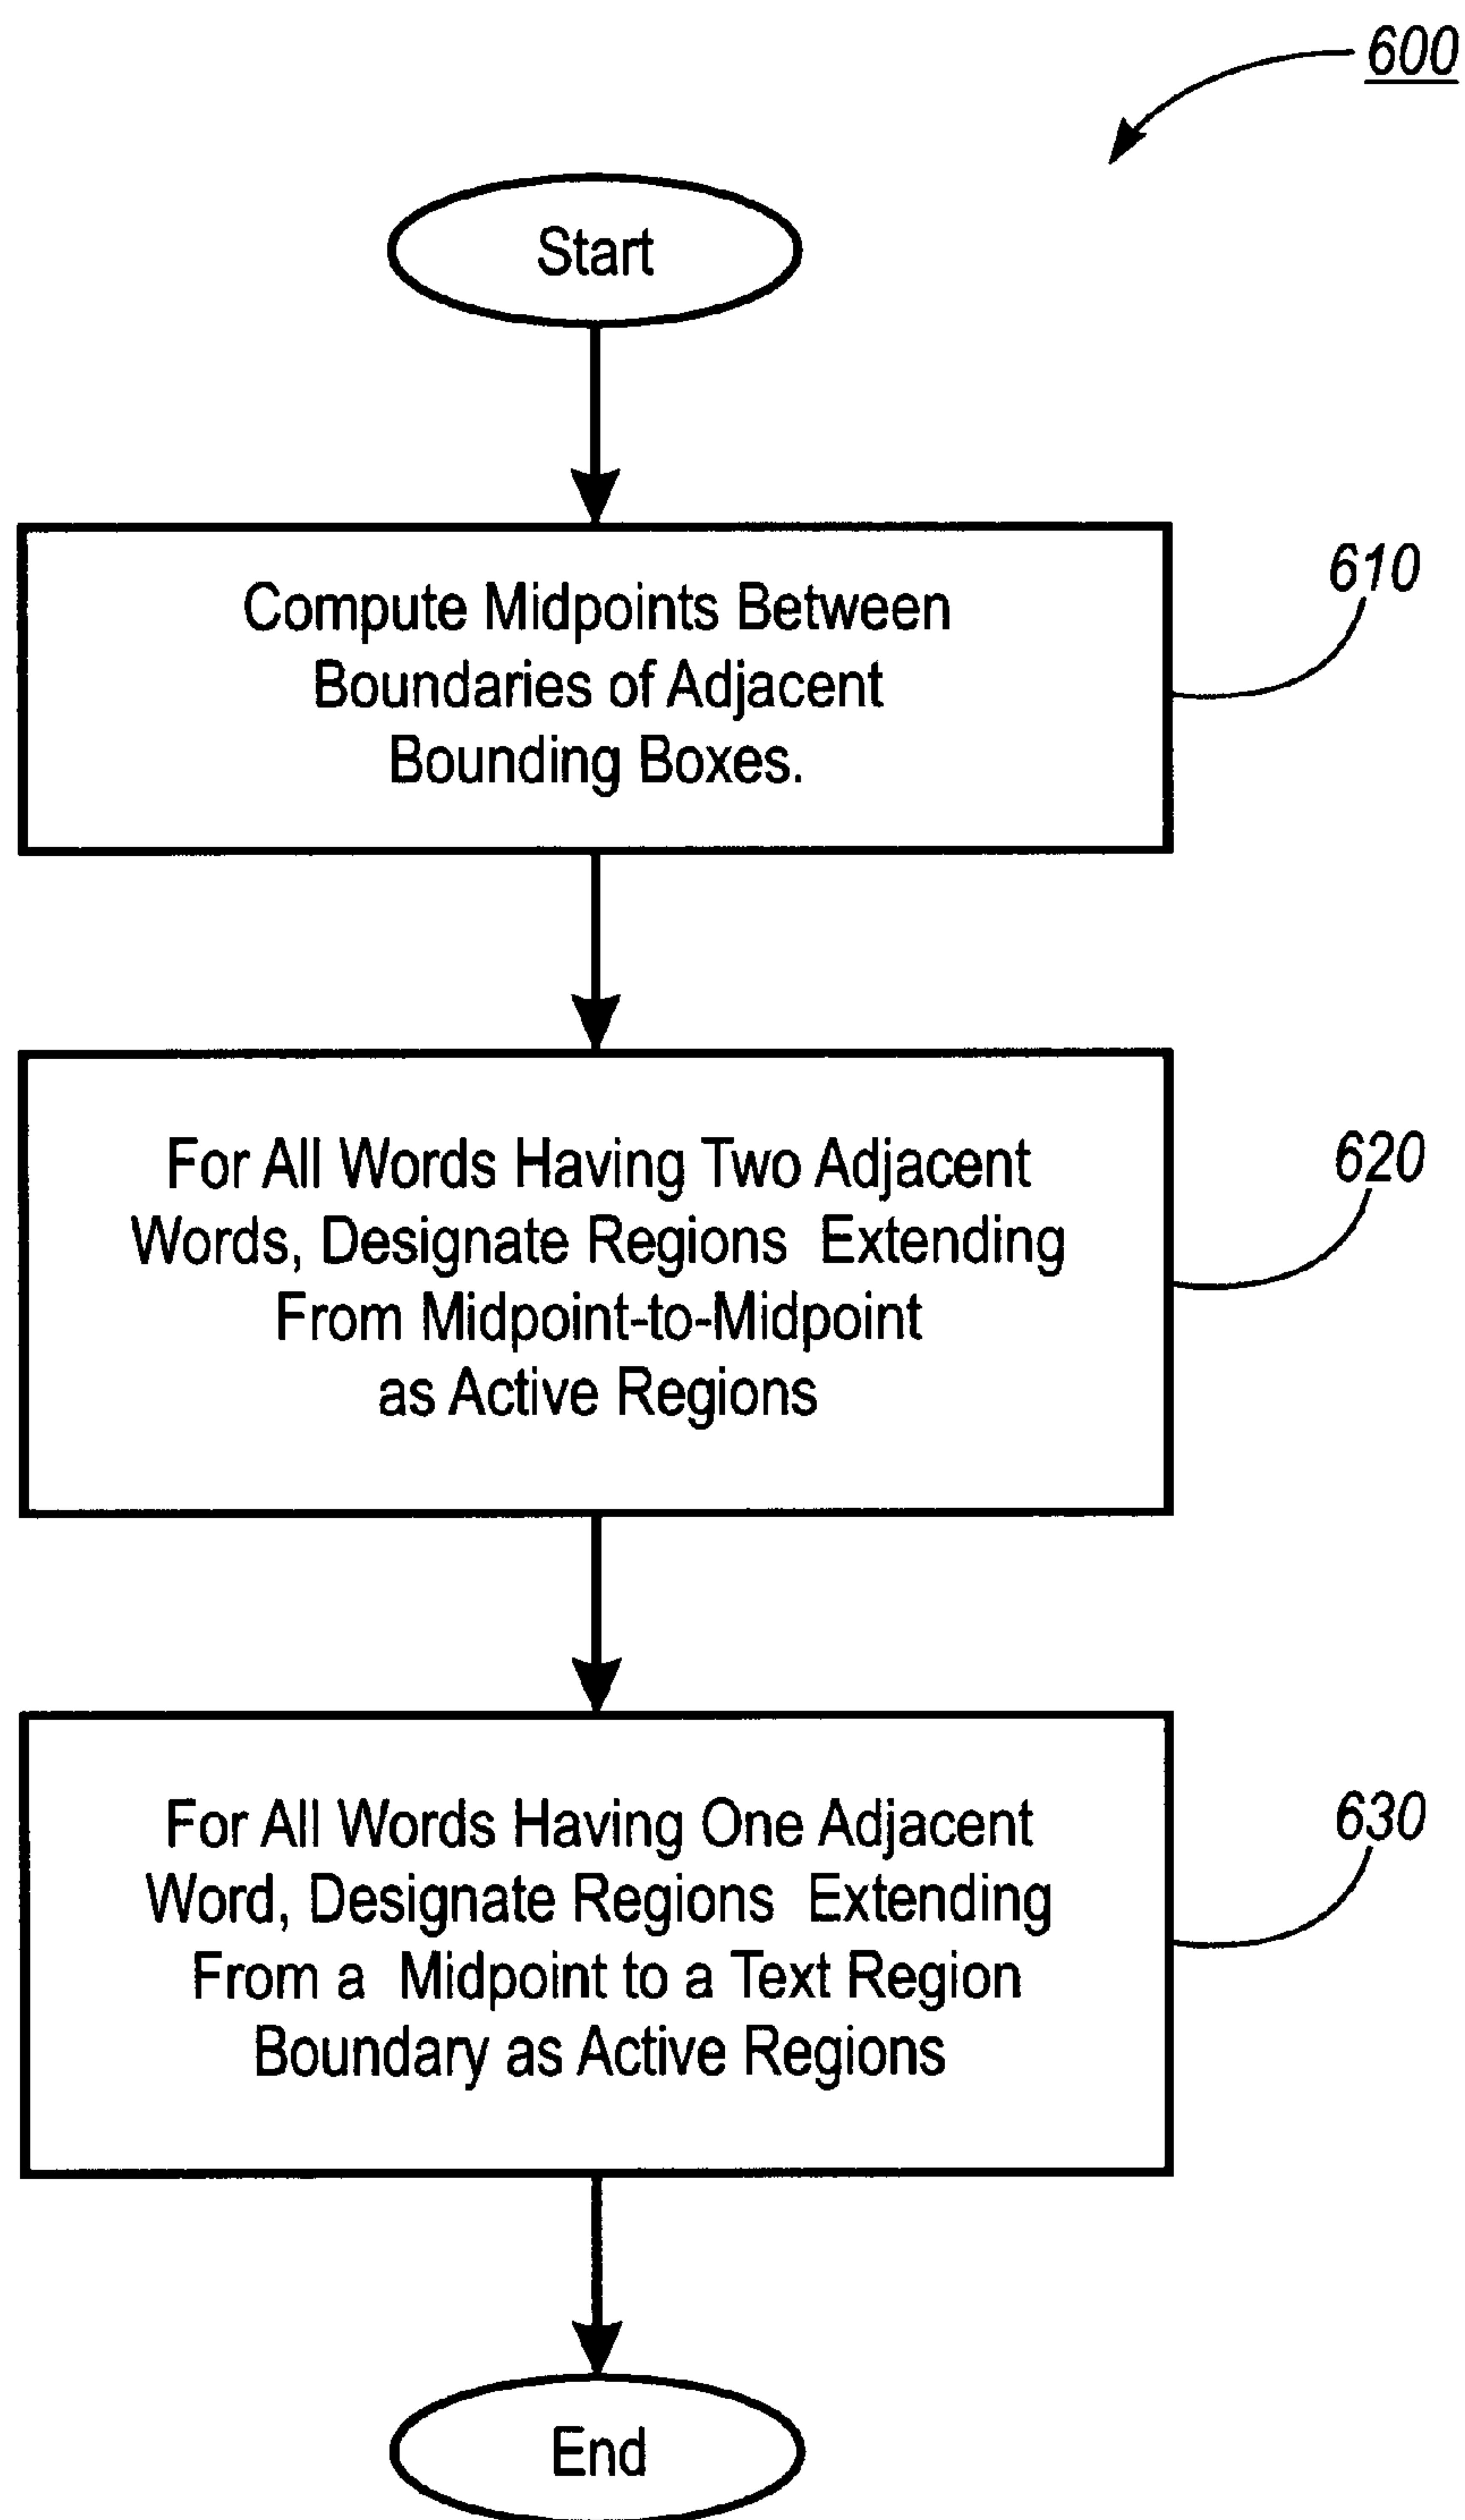 600
Start
Compute Midpoints Between
Boundaries of Adjacent
Bounding Boxes.
610
For All Words Having Two Adjacent
Words, Designate Regions Extending
From Midpoint-to-Midpoint
as Active Regions
620
For All Words Having One Adjacent
Word, Designate Regions Extending
From a Midpoint to a Text Region
Boundary as Active Regions
630
End